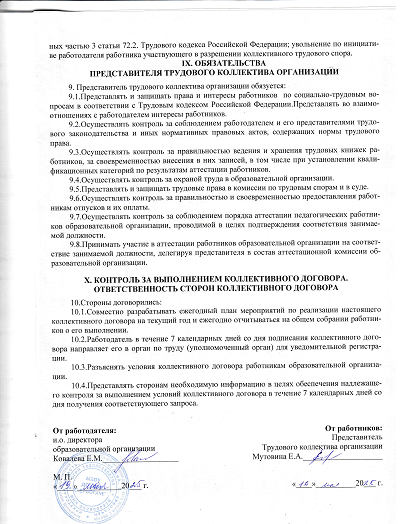 ных частью 3 статьи 72.2. Трудового кодекса Российской Федерации; увольнение по инициати-
ве работодателя работника участвующего в разрешении коллективного трудового спора.
IX. ОБЯЗАТЕЛЬСТВА
ПРЕДСТАВИТЕЛЯ ТРУДОВОГО КОЛЛЕКТИВА ОРГАНИЗАЦИИ
9. Представитель трудового коллектива организации обязуется:
9.1.Представлять и защищать права и интересы работников по социально-трудовым во-
просам в соответствии с Трудовым кодексом Российской Федерации.Представлять во взаимо-
отношениях с работодателем интересы работников.
9.2.Осуществлять контроль за соблюдением работодателем и его представителями трудо-
вого законодательства и иных нормативных правовых актов, содержащих нормы трудового
права.
9.3.Осуществлять контроль за правильностью ведения и хранения трудовых книжек ра-
ботников, за своевременностью внесения в них записей, в том числе при установлении квали-
фикационных категорий по результатам аттестации работников.
9.4.Осуществлять контроль за охраной труда в образовательной организации.
9.5.Представлять и защищать трудовые права в комиссии по трудовым спорам и в суде.
9.6.Осуществлять контроль за правильностью и своевременностью предоставления работ-
никам отпусков и их оплаты.
9.7.Осуществлять контроль за соблюдением порядка аттестации педагогических работни-
ков образовательной организации, проводимой в целях подтверждения соответствия занимае-
мой должности.
9.8.Принимать участие в аттестации работников образовательной организации на соответ-
ствие занимаемой должности, делегируя представителя в состав аттестационной комиссии об-
разовательной организации.
X. КОНТРОЛЬ ЗА ВЫПОЛНЕНИЕМ КОЛЛЕКТИВНОГО ДОГОВОРА.
ОТВЕТСТВЕННОСТЬ СТОРОН КОЛЛЕКТИВНОГО ДОГОВОРА
10.Стороны договорились:
10.1.Совместно разрабатывать ежегодный план мероприятий по реализации настоящего
коллективного договора на текущий год и ежегодно отчитываться на общем собрании работни-
ков о его выполнении.
10.2.Работодатель в течение 7 календарных дней со дня подписания коллективного дого-
вора направляет его в орган по труду (уполномоченный орган) для уведомительной регистра-
ции.
10.3.Разъяснять условия коллективного договора работникам образовательной организа-
ции.
10.4.Представлять сторонам необходимую информацию в целях обеспечения надлежаще-
го контроля за выполнением условий коллективного договора в течение 7 календарных дней со
дня получения соответствующего запроса.
От работодателя:
и.о. директора
образовательной организации
Ковалева Е.М.
М. П.
2025 г.
От работников:
Представитель
Трудового коллектива организации
Мутовина Е.А.
мая 2025 г.